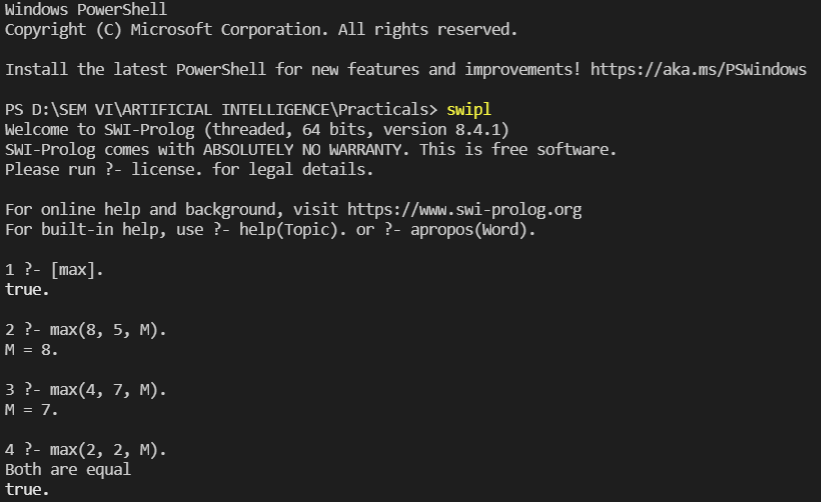 Windows PowerShell
Copyright (C) Microsoft Corporation. All rights reserved.
Install the latest PowerShell for new features and improvements! https://aka.ms/PSWindows
PS D:\SEM VI\ARTIFICIAL INTELLIGENCE\Practicals> swipl
Welcome to SWI-Prolog (threaded, 64 bits, version 8.4.1)
SWI-Prolog comes with ABSOLUTELY NO WARRANTY. This is free software.
Please run ?- license. for legal details.
For online help and background, visit https://www.swi-prolog.org
For built-in help, use ?- help(Topic). or ?- apropos(Word).
1 ?- [max].
true.
2 ?- max(8, 5, M).
M = 8.
3 ?- max(4, 7, M).
M = 7.
4 ?- max(2, 2, M).
Both are equal
true.